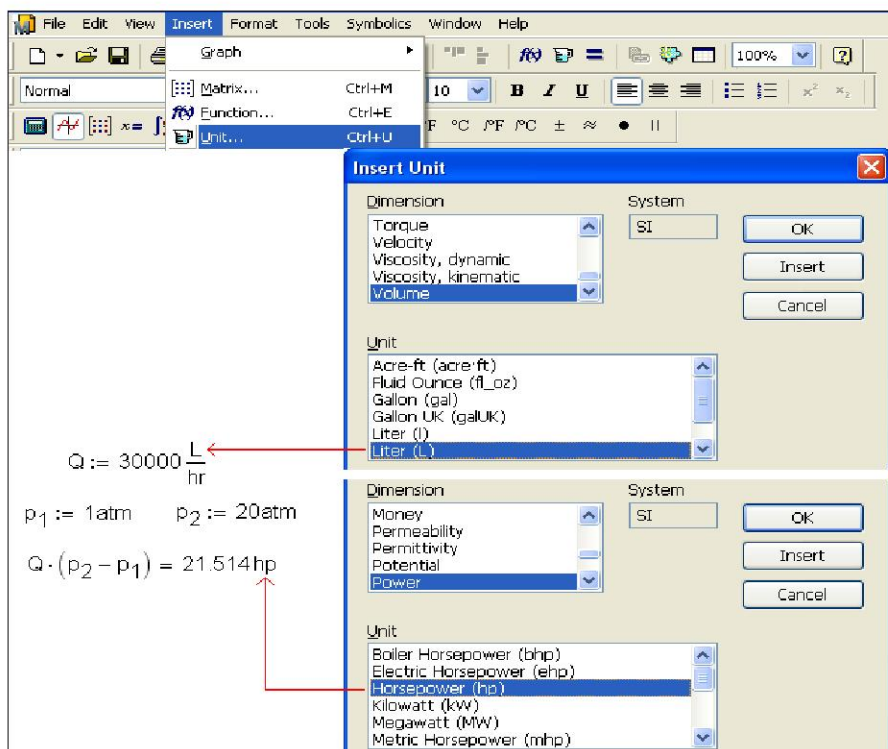 File Edit View Insert Format Tools Symbolics Window Help
Graph
f(x) = 100% ?
Matrix... Ctrl+M
Normal 10 B I U x² x₂
f(x) Function... Ctrl+E
Unit... Ctrl+U
x= °F °C /°F /°C ± ≈ ● ||
Insert Unit
Dimension
System
Torque
Velocity
Viscosity, dynamic
Viscosity, kinematic
Volume
SI
OK
Insert
Cancel
Unit
Acre-ft (acre·ft)
Fluid Ounce (fl_oz)
Gallon (gal)
Gallon UK (galUK)
Liter (l)
Liter (L)
Q := 30000 L/hr
p₁ := 1atm p₂ := 20atm
Q·(p₂ − p₁) = 21.514hp
Dimension
System
Money
Permeability
Permittivity
Potential
Power
SI
OK
Insert
Cancel
Unit
Boiler Horsepower (bhp)
Electric Horsepower (ehp)
Horsepower (hp)
Kilowatt (kW)
Megawatt (MW)
Metric Horsepower (mhp)